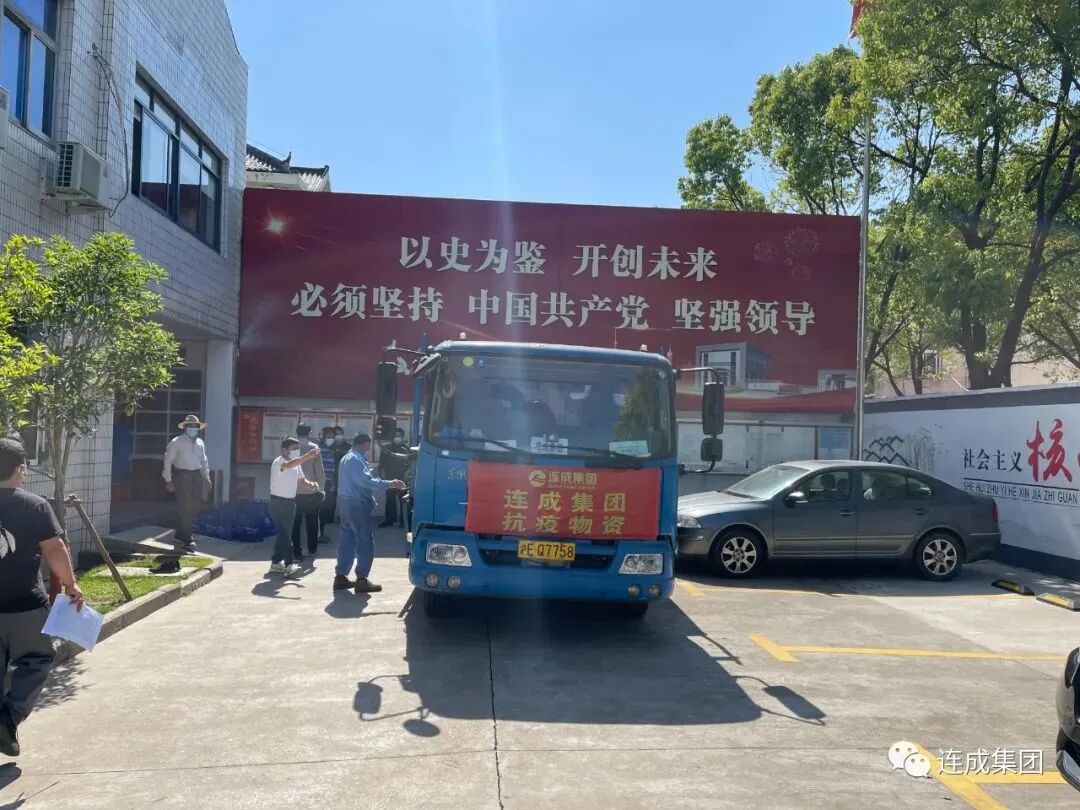 以史为鉴 开创未来
必须坚持 中国共产党 坚强领导
连成集团
连成集团
抗疫物资
沪E·Q7758
社会主义核
SHE HUI ZHU YI HE XIN JIA ZHI GUAN
连成集团